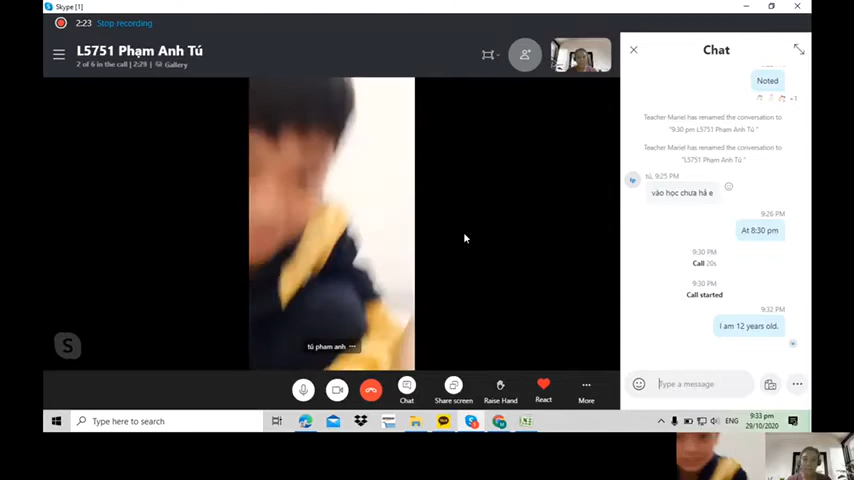 Skype [1]
2:23 Stop recording
L5751 Phạm Anh Tú
2 of 6 in the call | 2:29 | Gallery
Chat
Noted
+1
Teacher Mariel has renamed the conversation to
"9:30 pm L5751 Phạm Anh Tú "
Teacher Mariel has renamed the conversation to
"L5751 Phạm Anh Tú "
tú, 9:25 PM
vào học chưa hả e
9:26 PM
At 8:30 pm
9:30 PM
Call 20s
9:30 PM
Call started
9:32 PM
I am 12 years old.
tú pham anh
S
Type a message
Chat
Share screen
Raise Hand
React
More
Type here to search
ENG
9:33 pm
29/10/2020